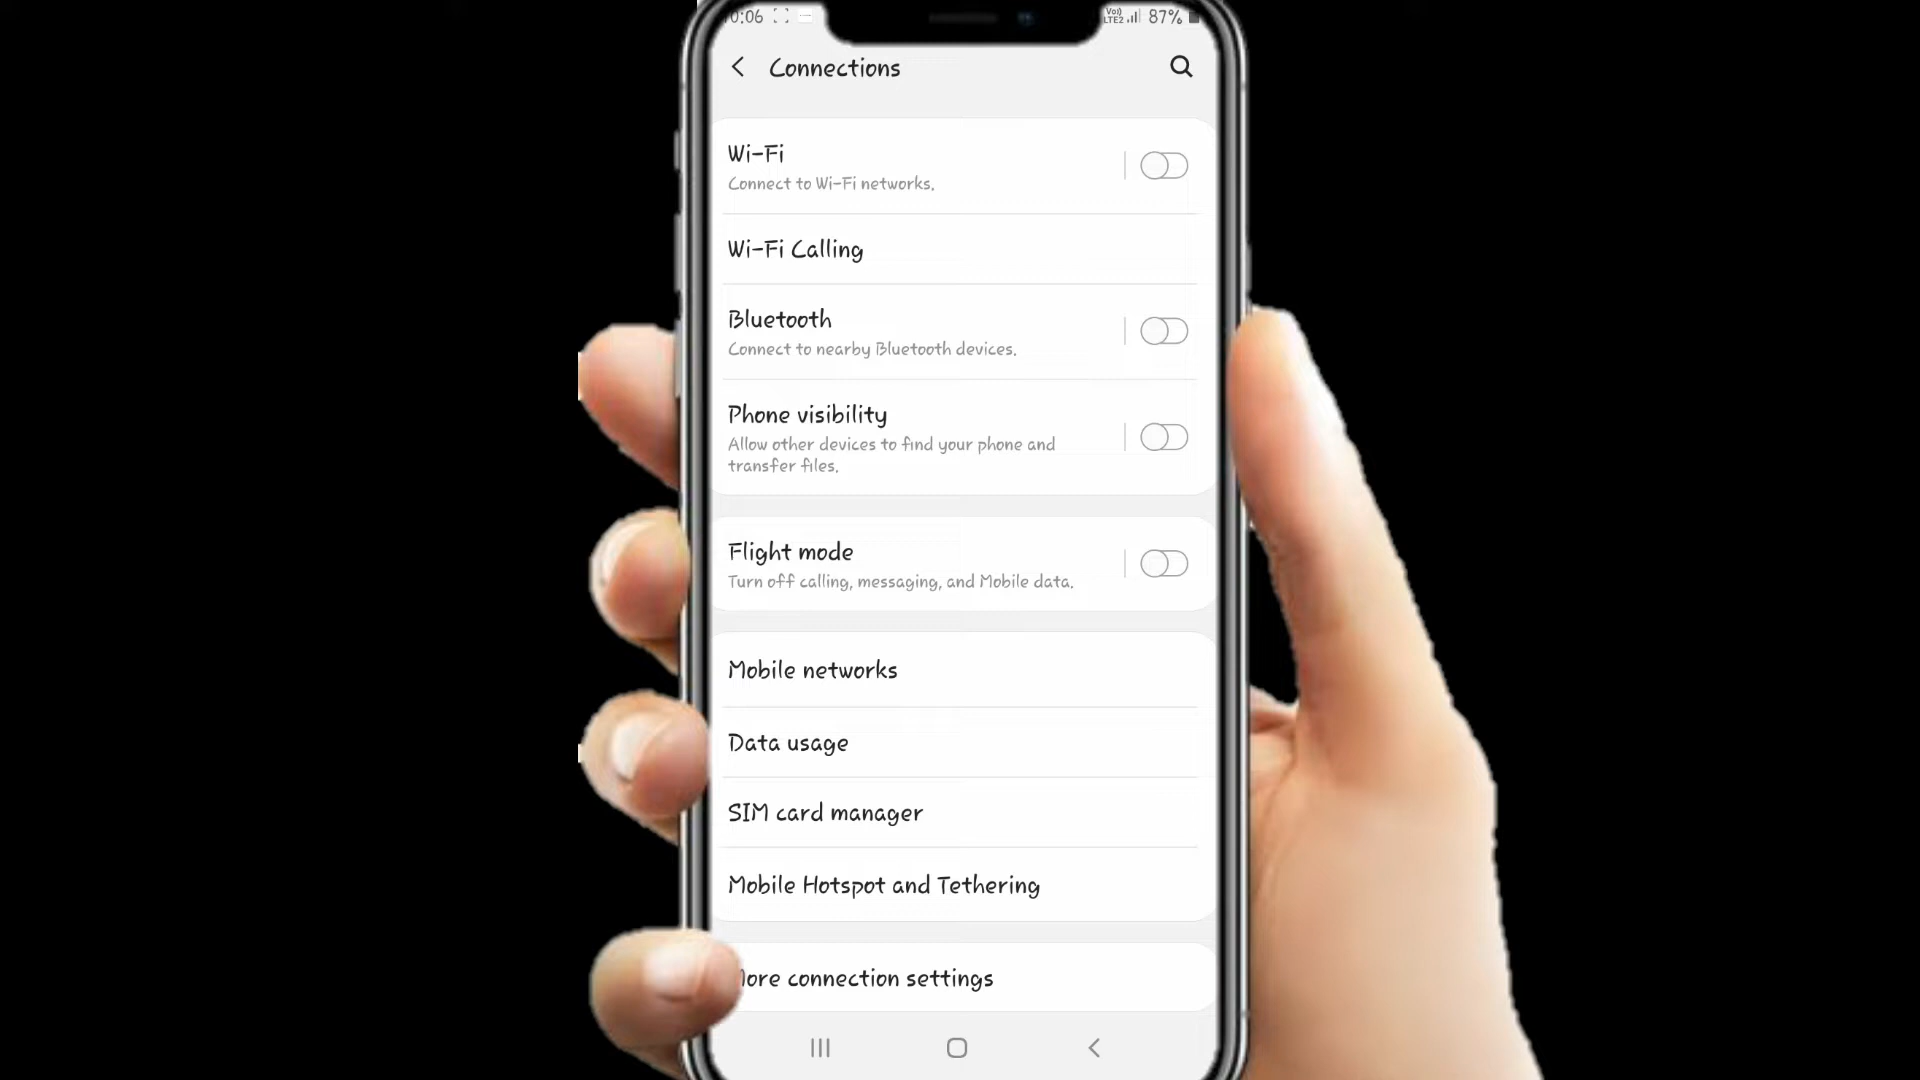 0:06 87%
Connections
Wi-Fi
Connect to Wi-Fi networks.
Wi-Fi Calling
Bluetooth
Connect to nearby Bluetooth devices.
Phone visibility
Allow other devices to find your phone and
transfer files.
Flight mode
Turn off calling, messaging, and Mobile data.
Mobile networks
Data usage
SIM card manager
Mobile Hotspot and Tethering
ore connection settings